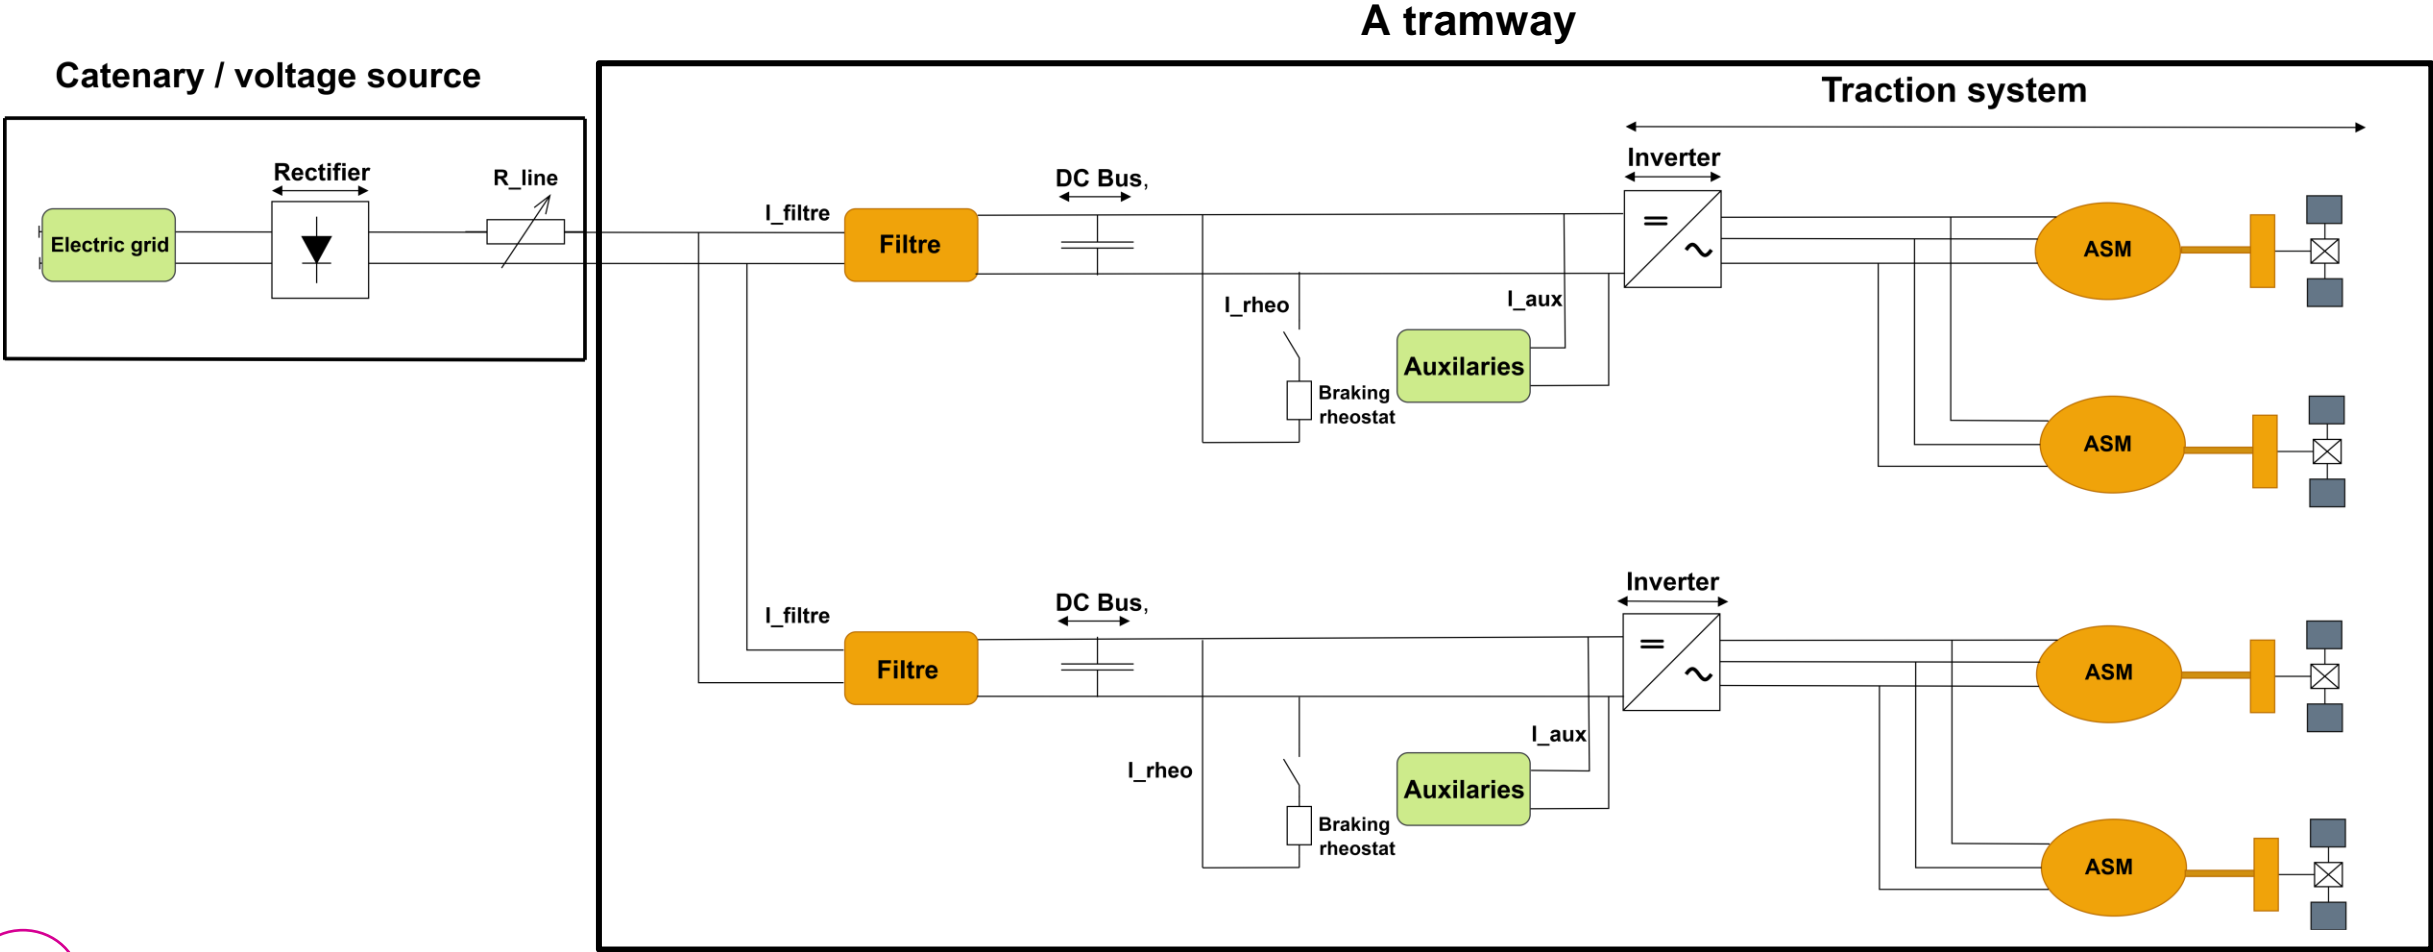 A tramway
Catenary / voltage source
Traction system
Rectifier
R_line
Electric grid
I_filtre
Filtre
DC Bus,
Inverter
=
~
ASM
I_rheo
I_aux
Braking
rheostat
Auxilaries
ASM
I_filtre
Filtre
DC Bus,
Inverter
=
~
ASM
I_rheo
I_aux
Braking
rheostat
Auxilaries
ASM